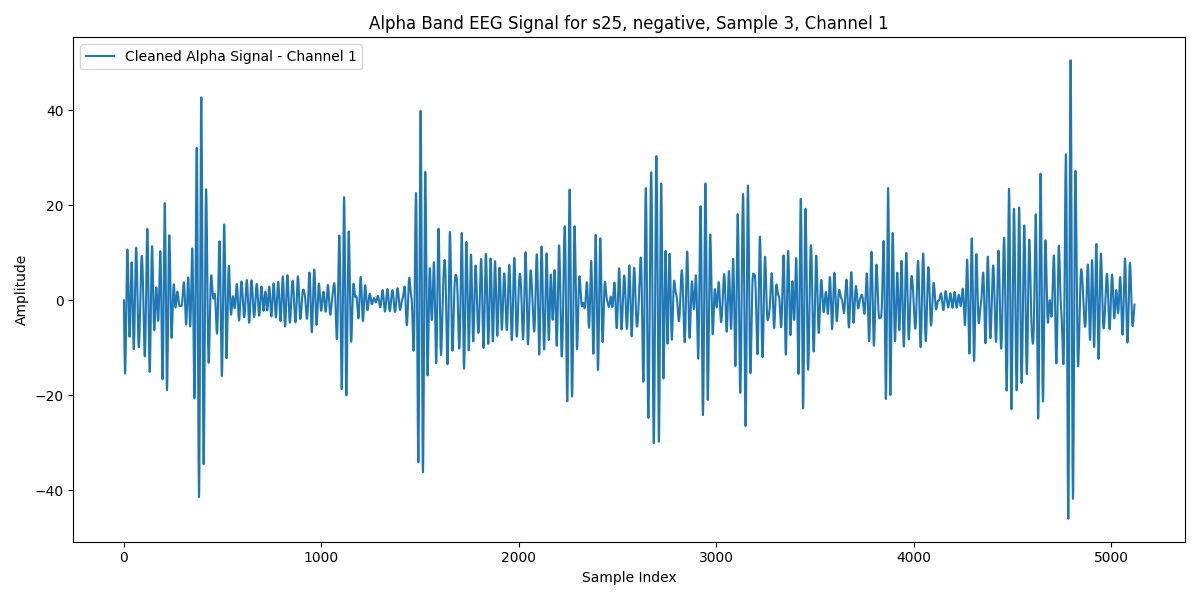 Alpha Band EEG Signal for s25, negative, Sample 3, Channel 1
Cleaned Alpha Signal - Channel 1
Amplitude
40
20
0
−20
−40
0 1000 2000 3000 4000 5000
Sample Index